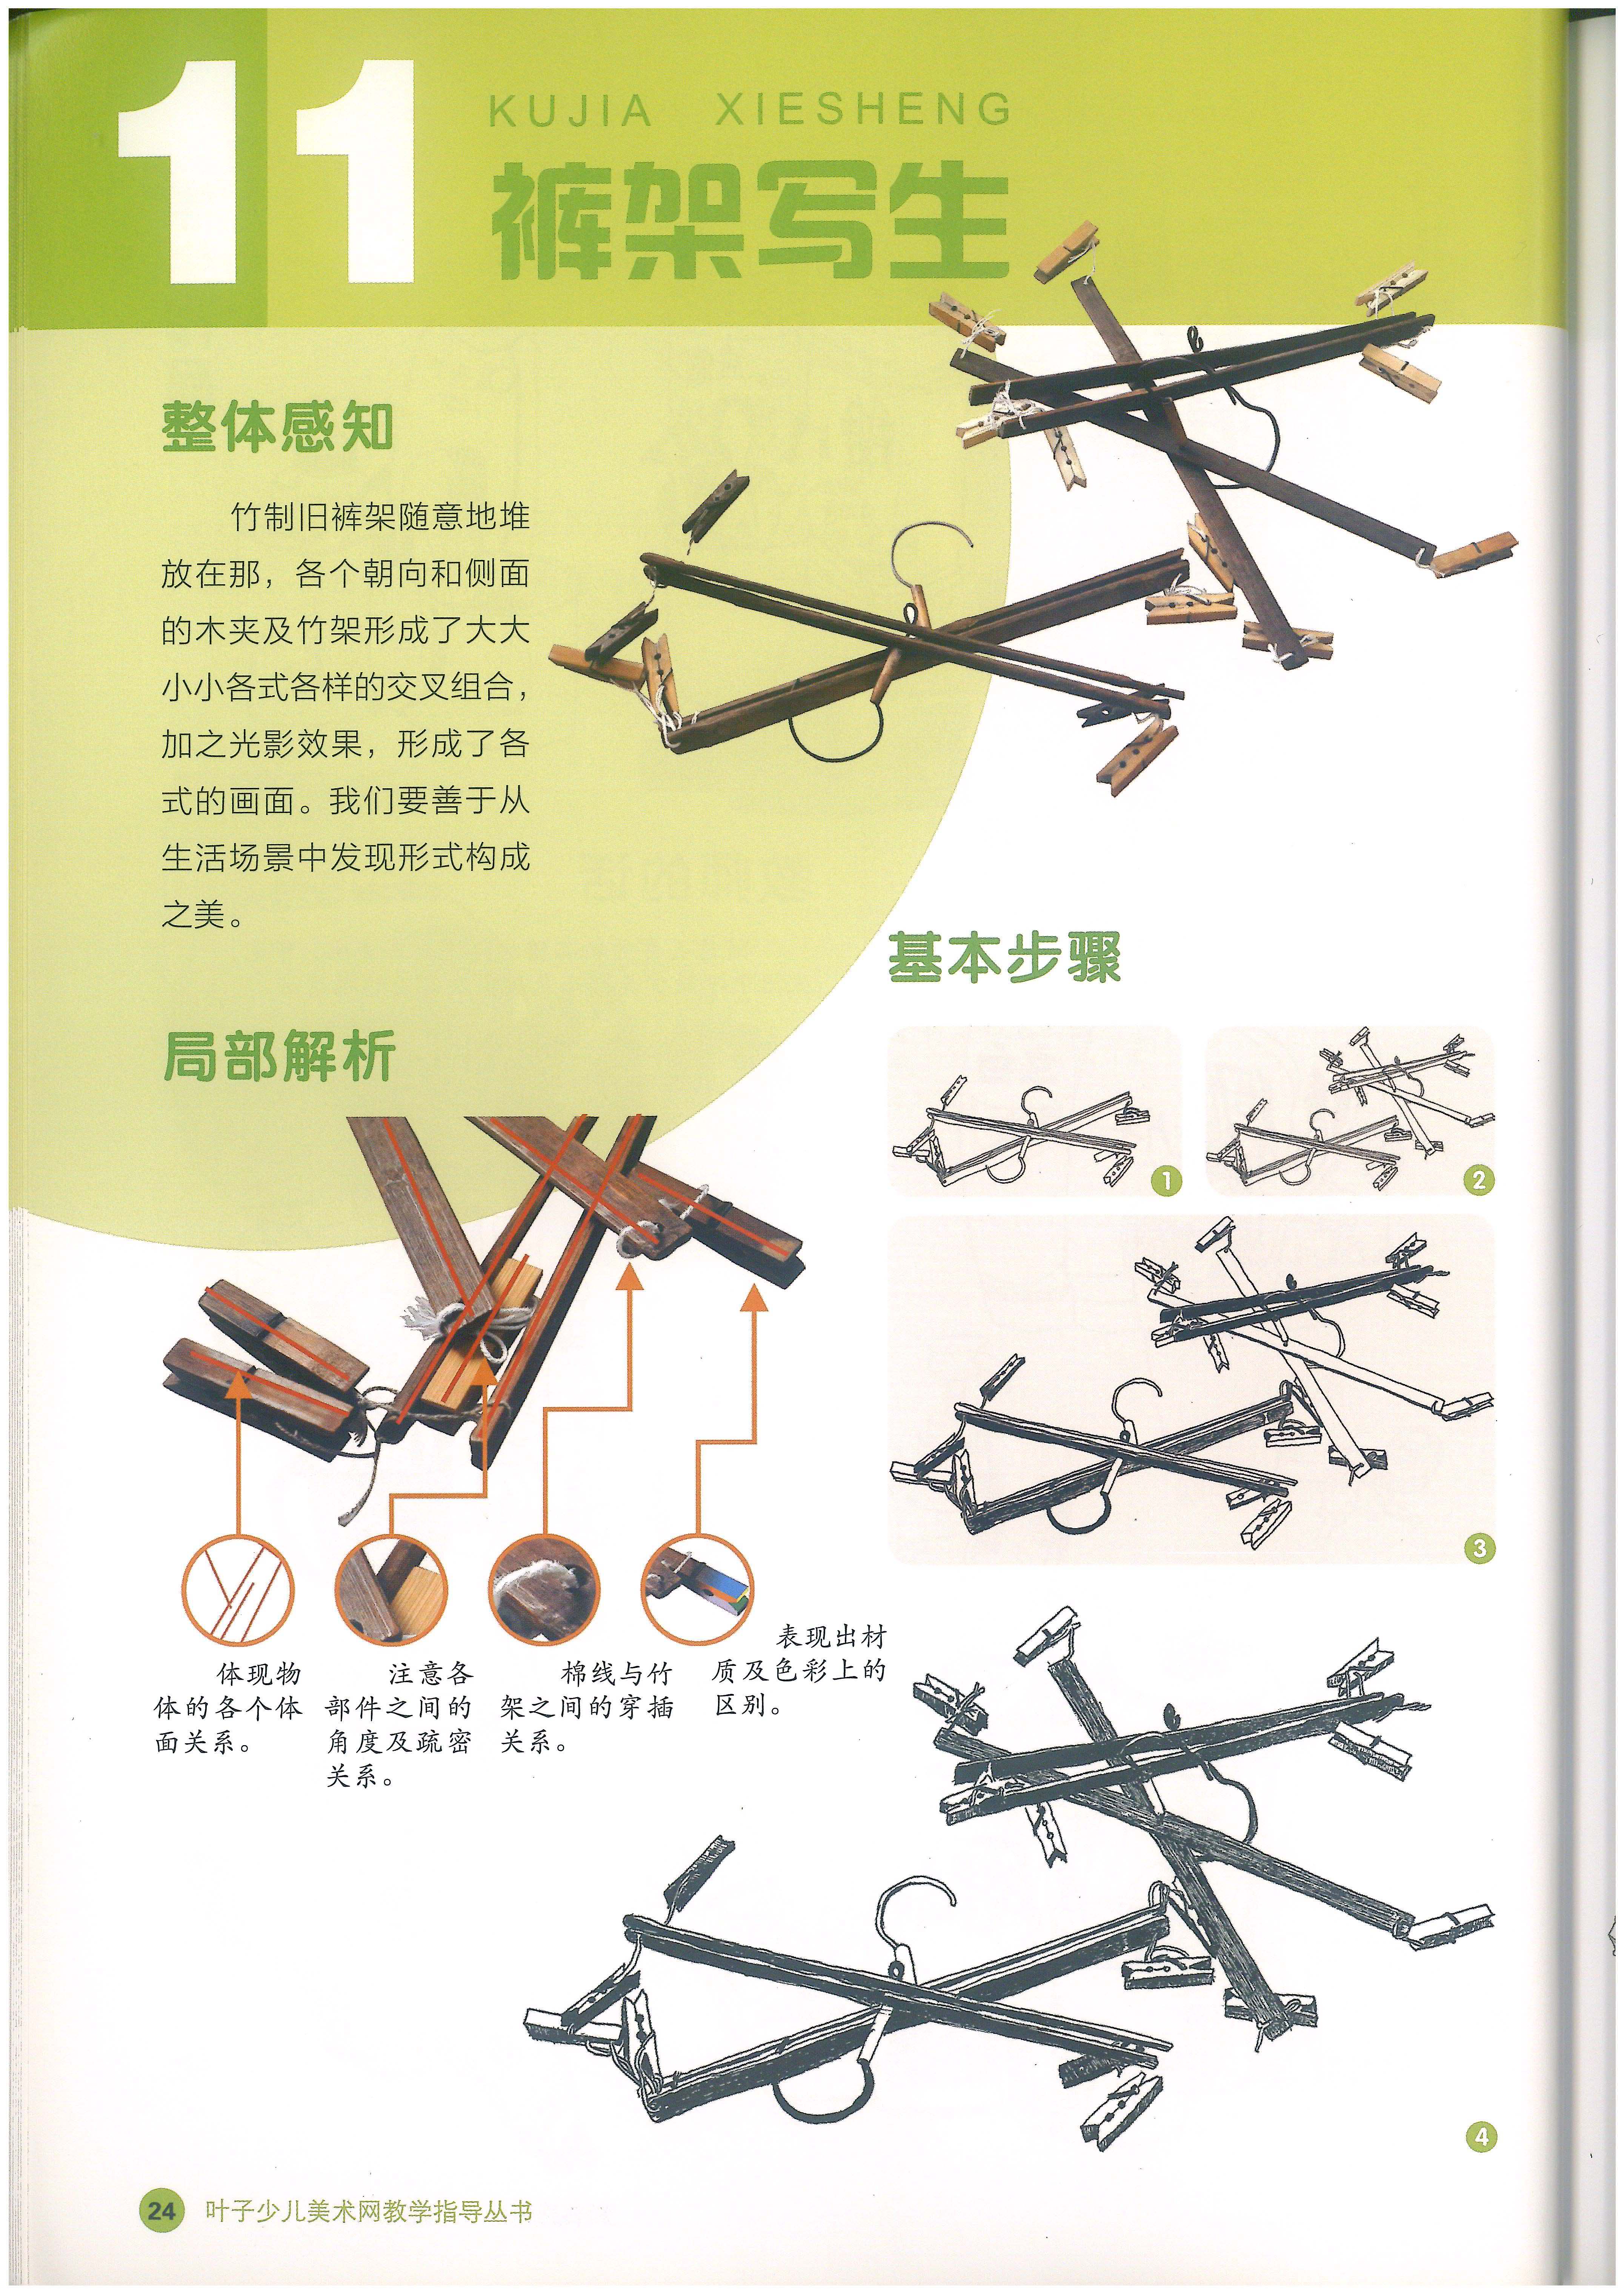 11
KUJIA XIESHENG
裤架写生
整体感知
竹制旧裤架随意地堆
放在那，各个朝向和侧面
的木夹及竹架形成了大大
小小各式各样的交叉组合，
加之光影效果，形成了各
式的画面。我们要善于从
生活场景中发现形式构成
之美。
局部解析
体现物
体的各个体
面关系。
注意各
部件之间的
角度及疏密
关系。
棉线与竹
架之间的穿插
关系。
表现出材
质及色彩上的
区别。
基本步骤
1
2
3
4
24 叶子少儿美术网教学指导丛书